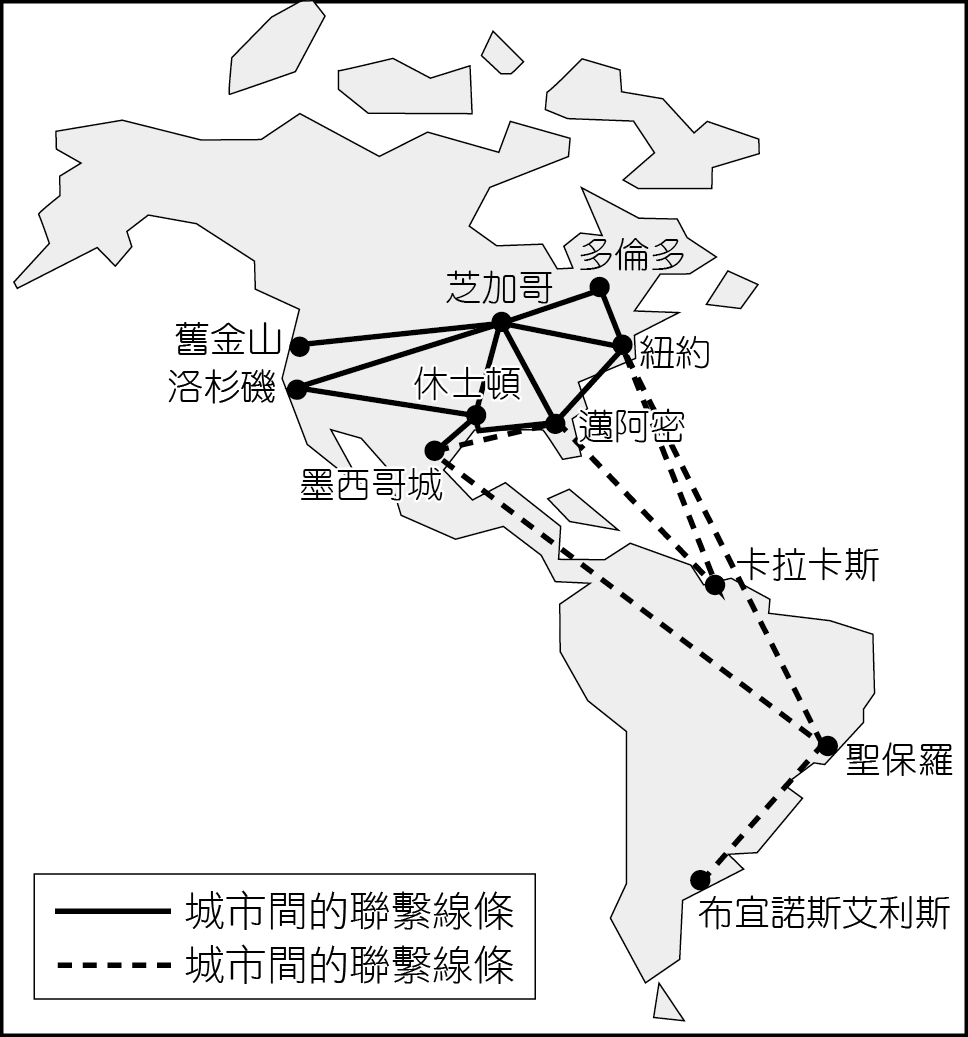 多倫多
芝加哥
舊金山
紐約
洛杉磯
休士頓
邁阿密
墨西哥城
卡拉卡斯
聖保羅
布宜諾斯艾利斯
城市間的聯繫線條
城市間的聯繫線條